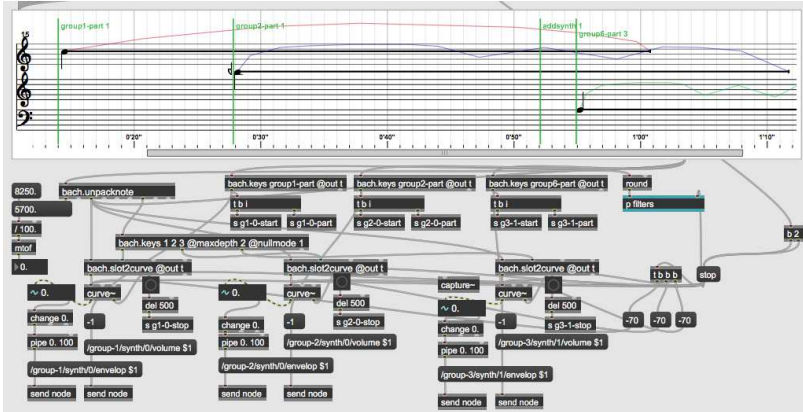 group1-part 1
group2-part 1
addsynth 1
group6-part 3
15
0'20"
0'30"
0'40"
0'50"
1'00"
1'10"
8250.
5700.
/ 100.
mtof
0.
bach.unpacknote
bach.keys group1-part @out t
bach.keys group2-part @out t
bach.keys group6-part @out t
round
t b i
t b i
t b i
p filters
s g1-0-start
s g1-0-part
s g2-0-start
s g2-0-part
s g3-1-start
s g3-1-part
b 2
bach.keys 1 2 3 @maxdepth 2 @nullmode 1
bach.slot2curve @out t
bach.slot2curve @out t
bach.slot2curve @out t
t b b b
stop
capture~
0.
curve~
0.
curve~
0.
curve~
del 500
del 500
del 500
change 0.
-1
s g1-0-stop
change 0.
-1
s g2-0-stop
change 0.
-1
s g3-1-stop
-70
-70
-70
pipe 0. 100
pipe 0. 100
pipe 0. 100
/group-1/synth/0/volume $1
/group-2/synth/0/volume $1
/group-3/synth/1/volume $1
/group-1/synth/0/envelop $1
/group-2/synth/0/envelop $1
/group-3/synth/1/envelop $1
send node
send node
send node
send node
send node
send node